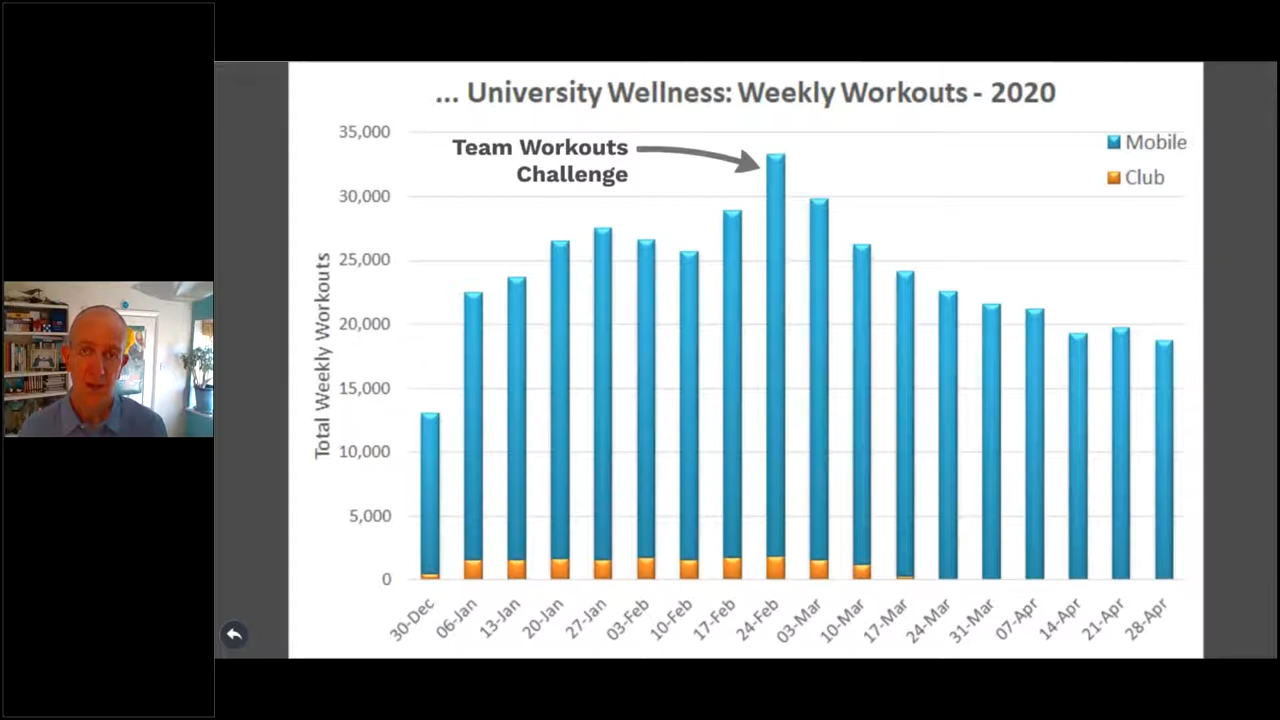 ... University Wellness: Weekly Workouts - 2020
35,000
Team Workouts
Challenge
Mobile
Club
30,000
25,000
20,000
15,000
10,000
5,000
0
Total Weekly Workouts
30-Dec
06-Jan
13-Jan
20-Jan
27-Jan
03-Feb
10-Feb
17-Feb
24-Feb
03-Mar
10-Mar
17-Mar
24-Mar
31-Mar
07-Apr
14-Apr
21-Apr
28-Apr